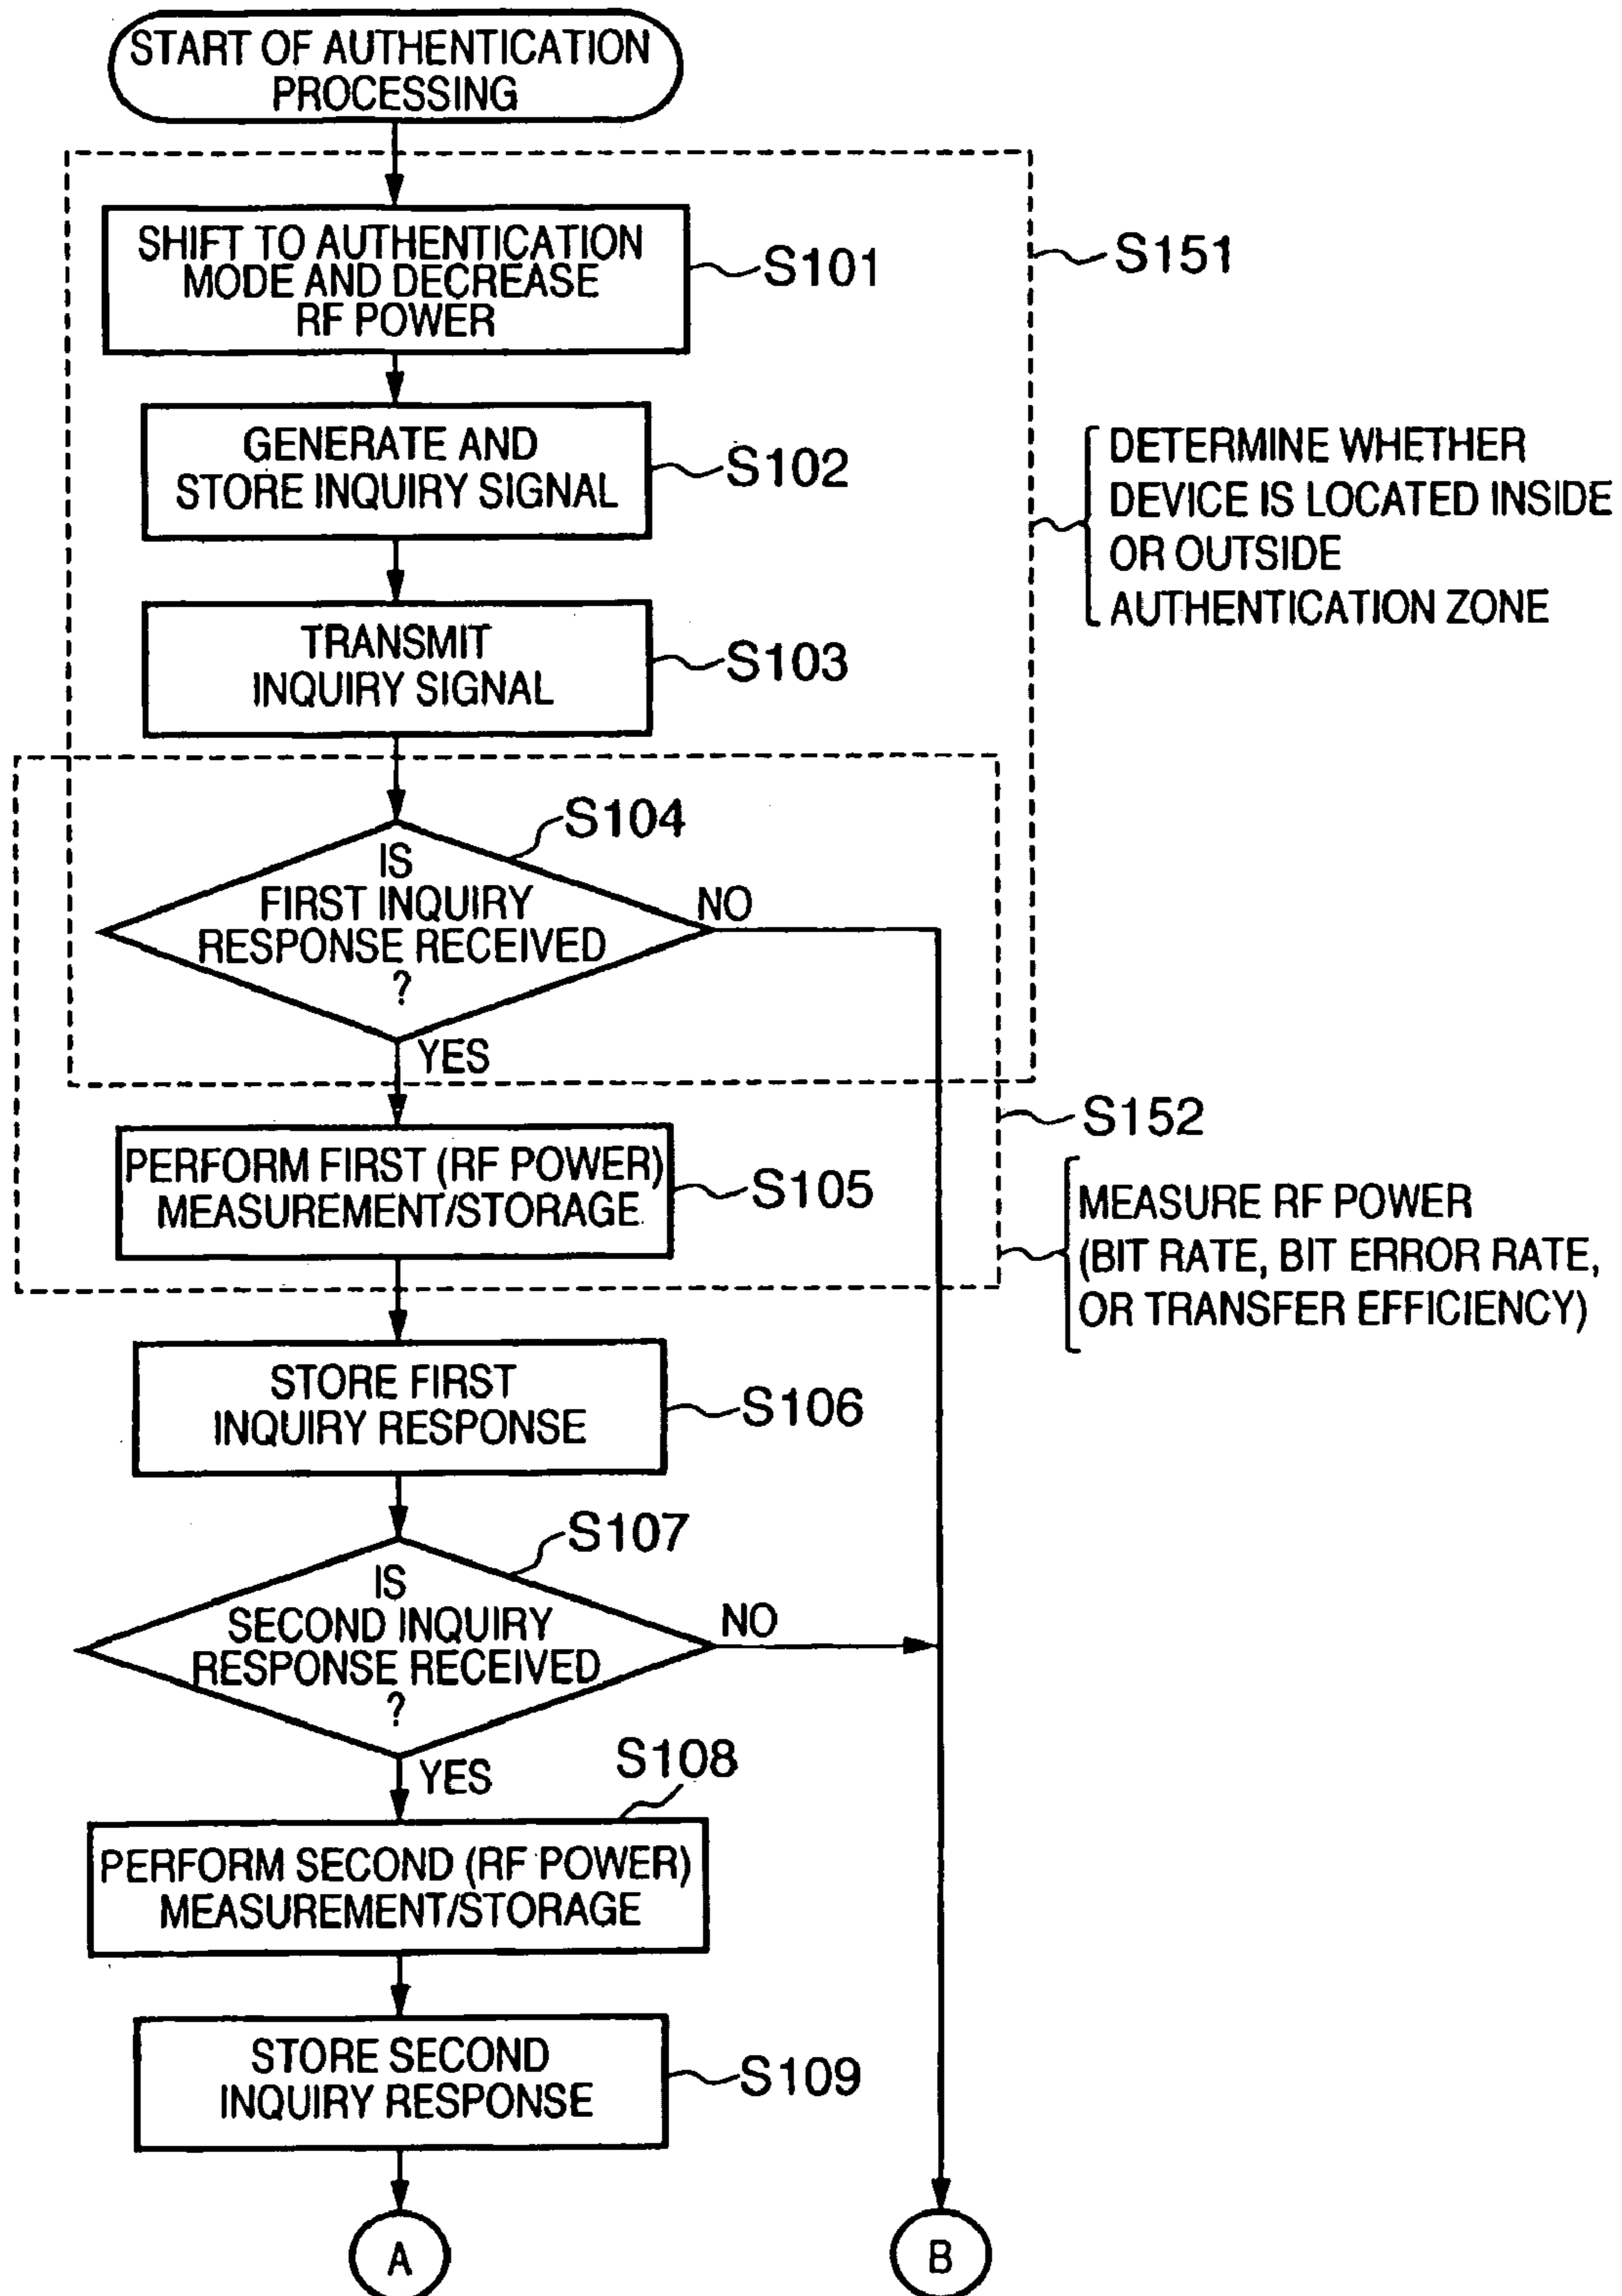 START OF AUTHENTICATION
PROCESSING
SHIFT TO AUTHENTICATION
MODE AND DECREASE
RF POWER
S101
S151
GENERATE AND
STORE INQUIRY SIGNAL
S102
DETERMINE WHETHER
DEVICE IS LOCATED INSIDE
OR OUTSIDE
AUTHENTICATION ZONE
TRANSMIT
INQUIRY SIGNAL
S103
S104
IS
FIRST INQUIRY
RESPONSE RECEIVED
?
NO
YES
S152
PERFORM FIRST (RF POWER)
MEASUREMENT/STORAGE
S105
MEASURE RF POWER
(BIT RATE, BIT ERROR RATE,
OR TRANSFER EFFICIENCY)
STORE FIRST
INQUIRY RESPONSE
S106
S107
IS
SECOND INQUIRY
RESPONSE RECEIVED
?
NO
YES
S108
PERFORM SECOND (RF POWER)
MEASUREMENT/STORAGE
STORE SECOND
INQUIRY RESPONSE
S109
A
B